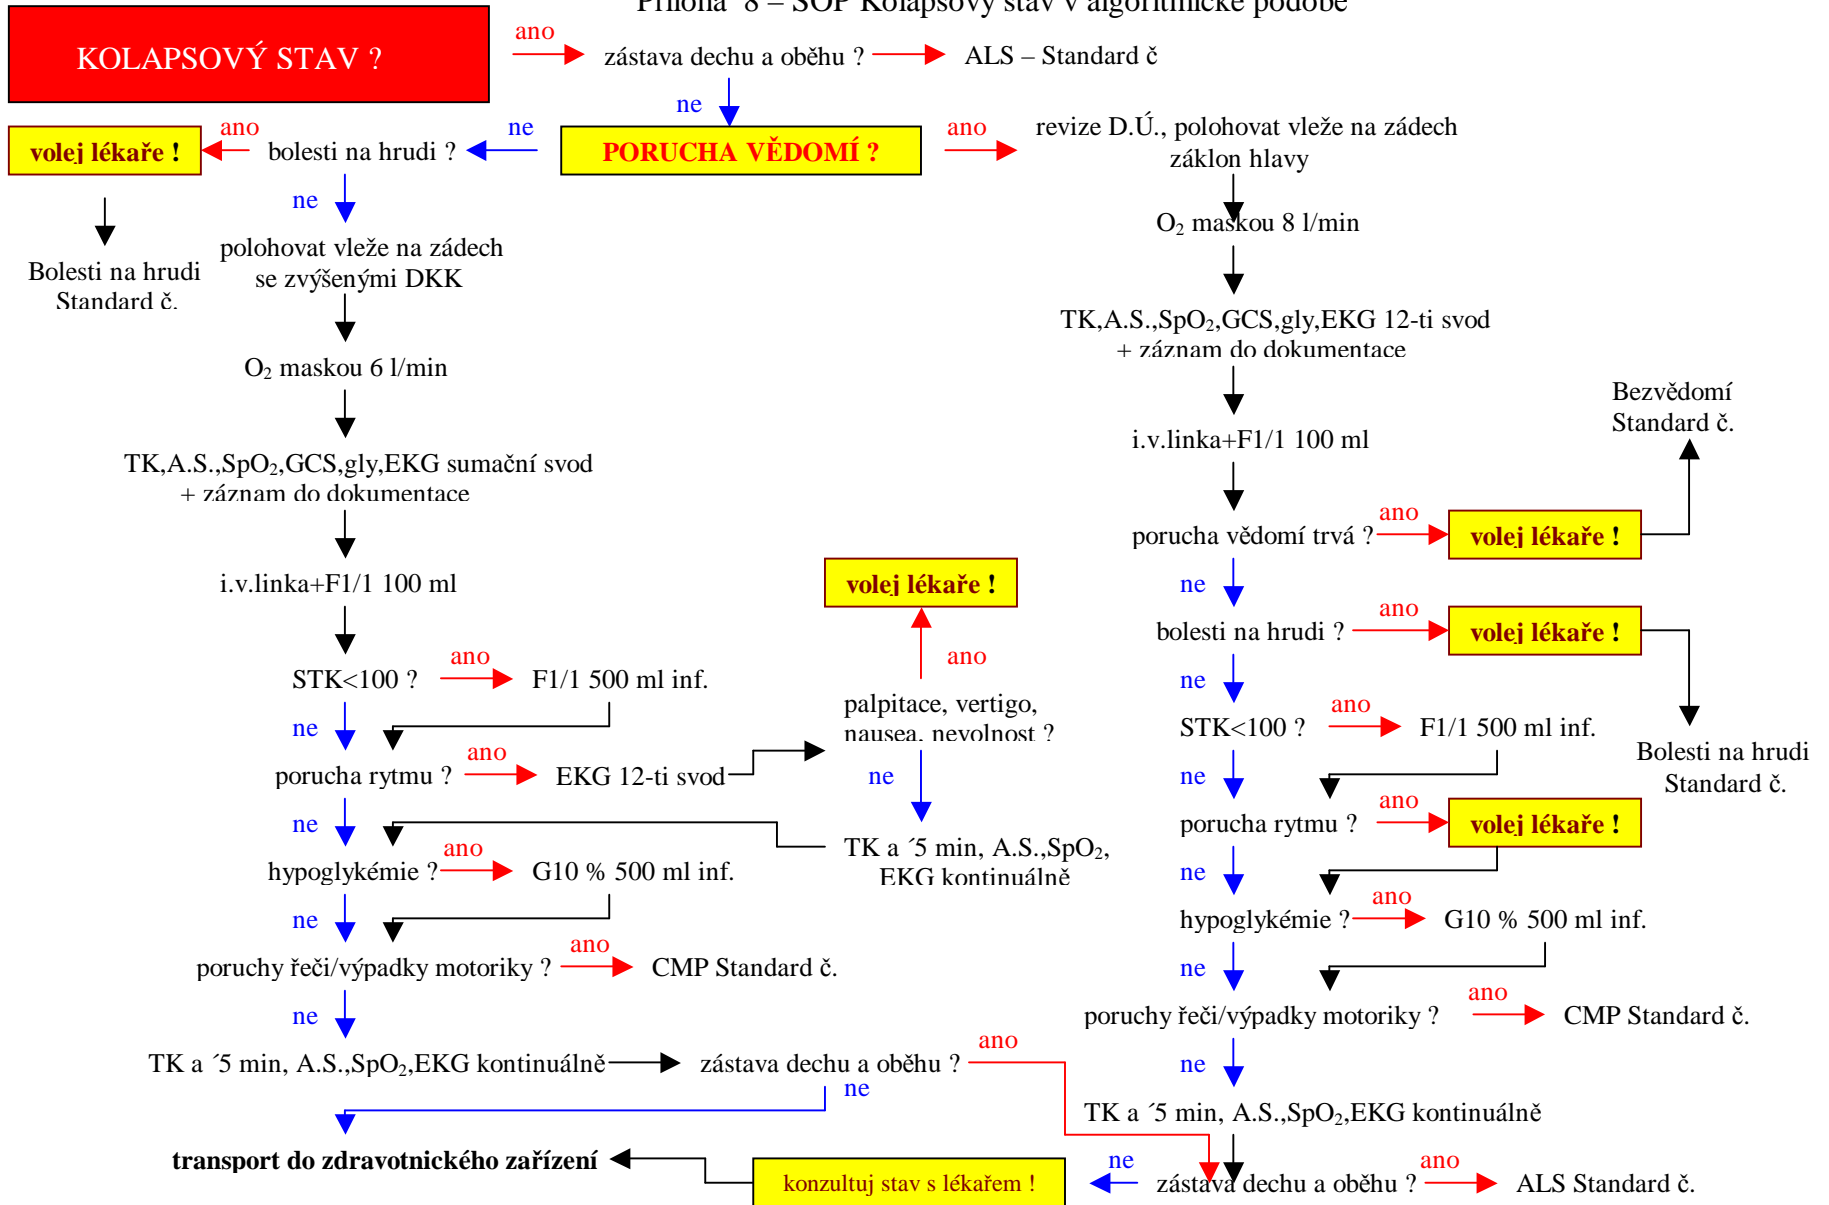 Příloha 8 – SOP Kolapsový stav v algoritmické podobě
KOLAPSOVÝ STAV ?
ano
zástava dechu a oběhu ?
ALS – Standard č
ne
volej lékaře !
ano
bolesti na hrudi ?
ne
PORUCHA VĚDOMÍ ?
ano
revize D.Ú., polohovat vleže na zádech
záklon hlavy
ne
Bolesti na hrudi
Standard č.
polohovat vleže na zádech
se zvýšenými DKK
O2 maskou 6 l/min
TK,A.S.,SpO2,GCS,gly,EKG sumační svod
+ záznam do dokumentace
i.v.linka+F1/1 100 ml
STK<100 ?
ano
F1/1 500 ml inf.
ne
porucha rytmu ?
ano
EKG 12-ti svod
volej lékaře !
ano
palpitace, vertigo,
nausea, nevolnost ?
ne
TK a ´5 min, A.S.,SpO2,
EKG kontinuálně
ne
hypoglykémie ?
ano
G10 % 500 ml inf.
ne
poruchy řeči/výpadky motoriky ?
ano
CMP Standard č.
ne
TK a ´5 min, A.S.,SpO2,EKG kontinuálně
zástava dechu a oběhu ?
ano
ne
transport do zdravotnického zařízení
O2 maskou 8 l/min
TK,A.S.,SpO2,GCS,gly,EKG 12-ti svod
+ záznam do dokumentace
i.v.linka+F1/1 100 ml
porucha vědomí trvá ?
ano
volej lékaře !
Bezvědomí
Standard č.
ne
bolesti na hrudi ?
ano
volej lékaře !
Bolesti na hrudi
Standard č.
ne
STK<100 ?
ano
F1/1 500 ml inf.
ne
porucha rytmu ?
ano
volej lékaře !
ne
hypoglykémie ?
ano
G10 % 500 ml inf.
ne
poruchy řeči/výpadky motoriky ?
ano
CMP Standard č.
ne
TK a ´5 min, A.S.,SpO2,EKG kontinuálně
zástava dechu a oběhu ?
ano
ALS Standard č.
ne
konzultuj stav s lékařem !